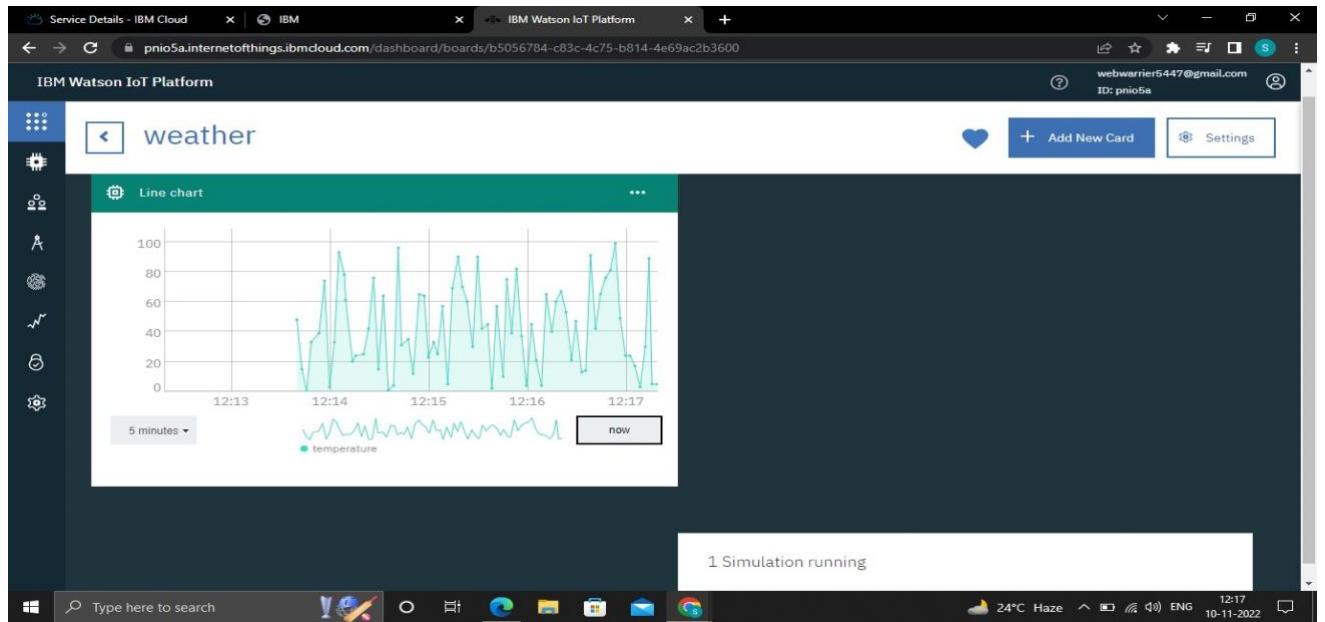 Service Details - IBM Cloud
IBM
IBM Watson IoT Platform
pnio5a.internetofthings.ibmcloud.com/dashboard/boards/b5056784-c83c-4c75-b814-4e69ac2b3600
S
IBM Watson IoT Platform
webwarrier5447@gmail.com
ID: pnio5a
weather
Add New Card
Settings
Line chart
100
80
60
40
20
0
12:13 12:14 12:15 12:16 12:17
5 minutes
now
temperature
1 Simulation running
Type here to search
24°C Haze
ENG
12:17
10-11-2022